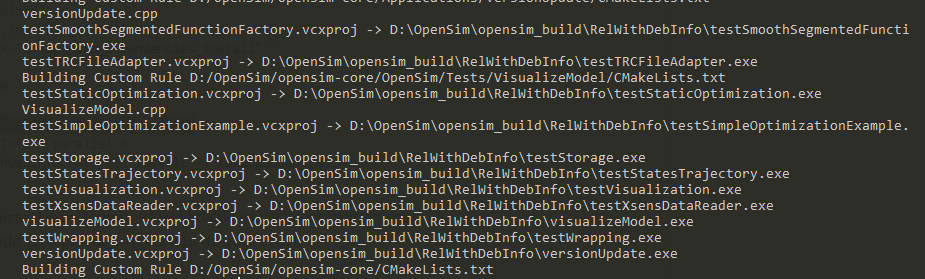 Building Custom Rule D:/OpenSim/opensim-core/Applications/versionUpdate/CMakeLists.txt
versionUpdate.cpp
testSmoothSegmentedFunctionFactory.vcxproj -> D:\OpenSim\opensim_build\RelWithDebInfo\testSmoothSegmentedFuncti
onFactory.exe
testTRCFileAdapter.vcxproj -> D:\OpenSim\opensim_build\RelWithDebInfo\testTRCFileAdapter.exe
Building Custom Rule D:/OpenSim/opensim-core/OpenSim/Tests/VisualizeModel/CMakeLists.txt
testStaticOptimization.vcxproj -> D:\OpenSim\opensim_build\RelWithDebInfo\testStaticOptimization.exe
VisualizeModel.cpp
testSimpleOptimizationExample.vcxproj -> D:\OpenSim\opensim_build\RelWithDebInfo\testSimpleOptimizationExample.
exe
testStorage.vcxproj -> D:\OpenSim\opensim_build\RelWithDebInfo\testStorage.exe
testStatesTrajectory.vcxproj -> D:\OpenSim\opensim_build\RelWithDebInfo\testStatesTrajectory.exe
testVisualization.vcxproj -> D:\OpenSim\opensim_build\RelWithDebInfo\testVisualization.exe
testXsensDataReader.vcxproj -> D:\OpenSim\opensim_build\RelWithDebInfo\testXsensDataReader.exe
visualizeModel.vcxproj -> D:\OpenSim\opensim_build\RelWithDebInfo\visualizeModel.exe
testWrapping.vcxproj -> D:\OpenSim\opensim_build\RelWithDebInfo\testWrapping.exe
versionUpdate.vcxproj -> D:\OpenSim\opensim_build\RelWithDebInfo\versionUpdate.exe
Building Custom Rule D:/OpenSim/opensim-core/CMakeLists.txt